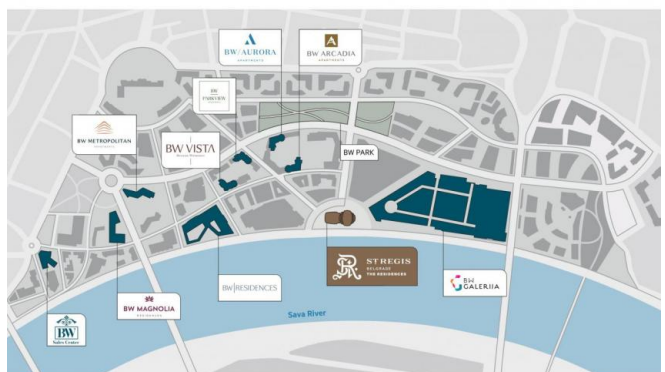 BW/AURORA
APARTMENTS
BW ARCADIA
APARTMENTS
BW
PARKVIEW
BW METROPOLITAN
BW VISTA
BW PARK
BW RESIDENCES
ST REGIS
BELGRADE
THE RESIDENCES
BW
GALERIJA
BW MAGNOLIA
RESIDENCES
BW
Sales Center
Sava River